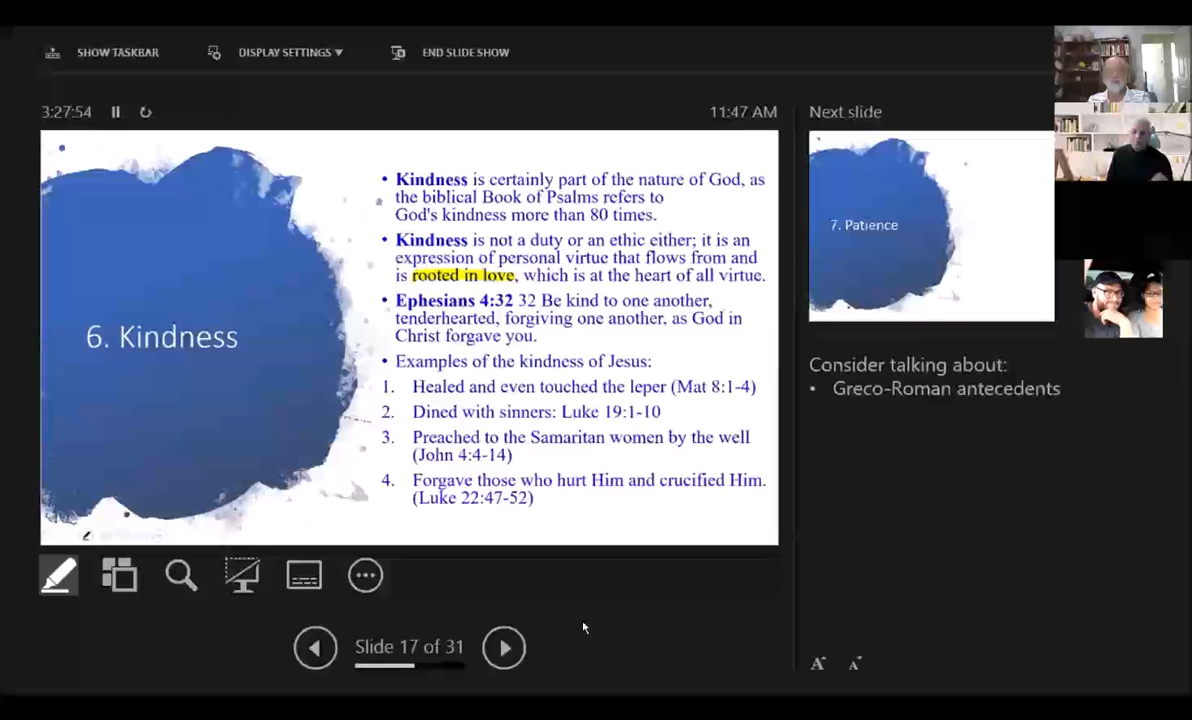 SHOW TASKBAR
DISPLAY SETTINGS ▼
END SLIDE SHOW
3:27:54
11:47 AM
Next slide
6. Kindness
• Kindness is certainly part of the nature of God, as
the biblical Book of Psalms refers to
God's kindness more than 80 times.
• Kindness is not a duty or an ethic either; it is an
expression of personal virtue that flows from and
is rooted in love, which is at the heart of all virtue.
• Ephesians 4:32 32 Be kind to one another,
tenderhearted, forgiving one another, as God in
Christ forgave you.
• Examples of the kindness of Jesus:
1. Healed and even touched the leper (Mat 8:1-4)
2. Dined with sinners: Luke 19:1-10
3. Preached to the Samaritan women by the well
(John 4:4-14)
4. Forgave those who hurt Him and crucified Him.
(Luke 22:47-52)
7. Patience
Consider talking about:
• Greco-Roman antecedents
Slide 17 of 31
A
A